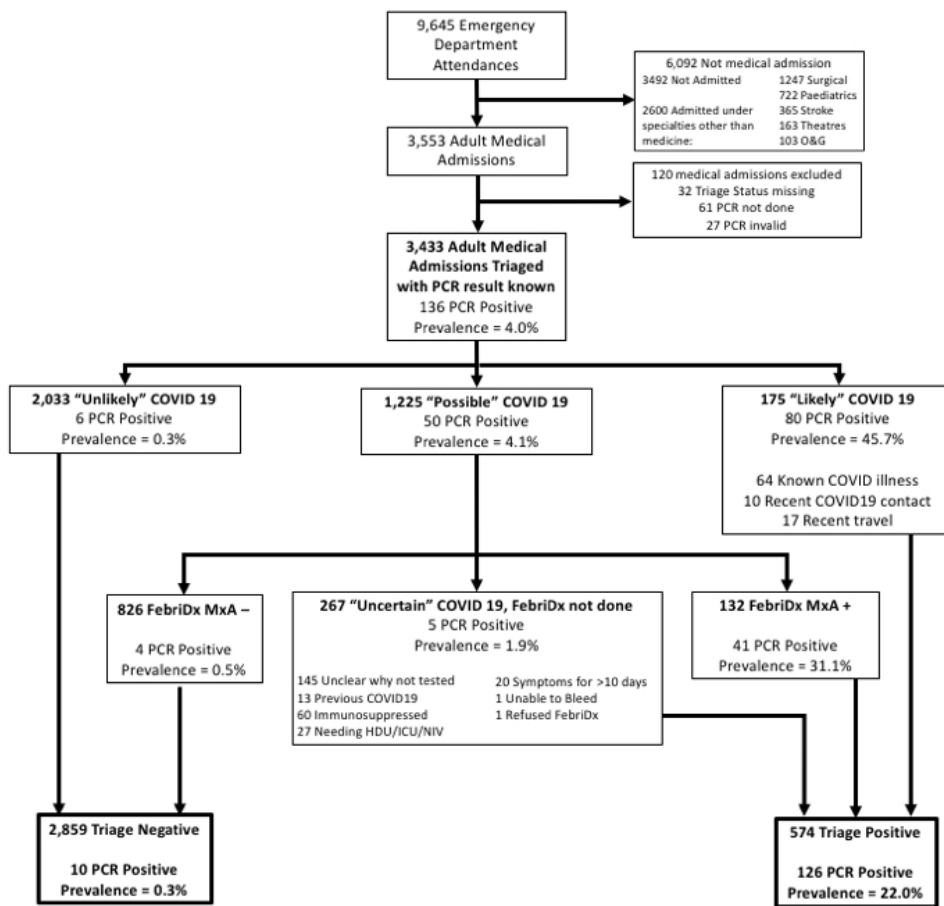 9,645 Emergency
Department
Attendances
6,092 Not medical admission
3492 Not Admitted
2600 Admitted under
specialties other than
medicine:
1247 Surgical
722 Paediatrics
365 Stroke
163 Theatres
103 O&G
3,553 Adult Medical
Admissions
120 medical admissions excluded
32 Triage Status missing
61 PCR not done
27 PCR invalid
3,433 Adult Medical
Admissions Triaged
with PCR result known
136 PCR Positive
Prevalence = 4.0%
2,033 “Unlikely” COVID 19
6 PCR Positive
Prevalence = 0.3%
1,225 “Possible” COVID 19
50 PCR Positive
Prevalence = 4.1%
175 “Likely” COVID 19
80 PCR Positive
Prevalence = 45.7%
64 Known COVID illness
10 Recent COVID19 contact
17 Recent travel
826 FebriDx MxA –
4 PCR Positive
Prevalence = 0.5%
267 “Uncertain” COVID 19, FebriDx not done
5 PCR Positive
Prevalence = 1.9%
145 Unclear why not tested
13 Previous COVID19
60 Immunosuppressed
27 Needing HDU/ICU/NIV
20 Symptoms for >10 days
1 Unable to Bleed
1 Refused FebriDx
132 FebriDx MxA +
41 PCR Positive
Prevalence = 31.1%
2,859 Triage Negative
10 PCR Positive
Prevalence = 0.3%
574 Triage Positive
126 PCR Positive
Prevalence = 22.0%